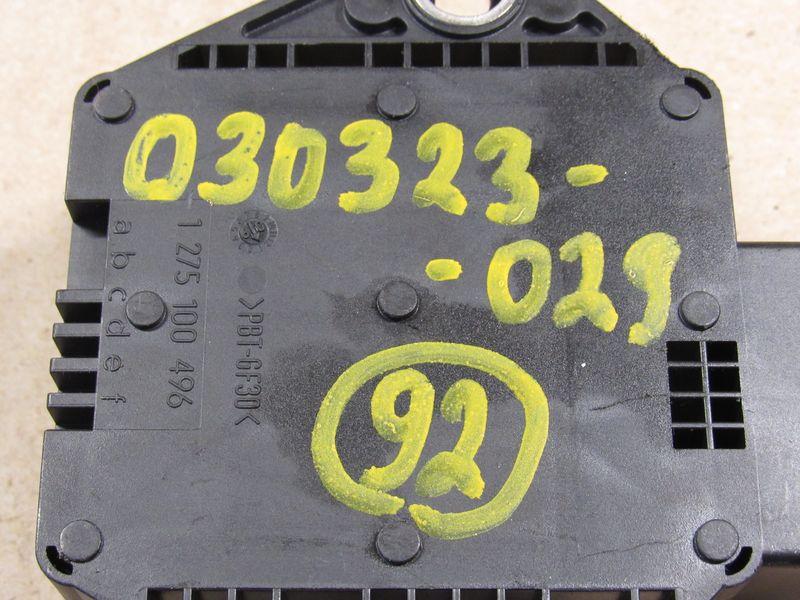 030323-
-029
92
1 275 100 496
a b c d e f
>PBT-GF30<